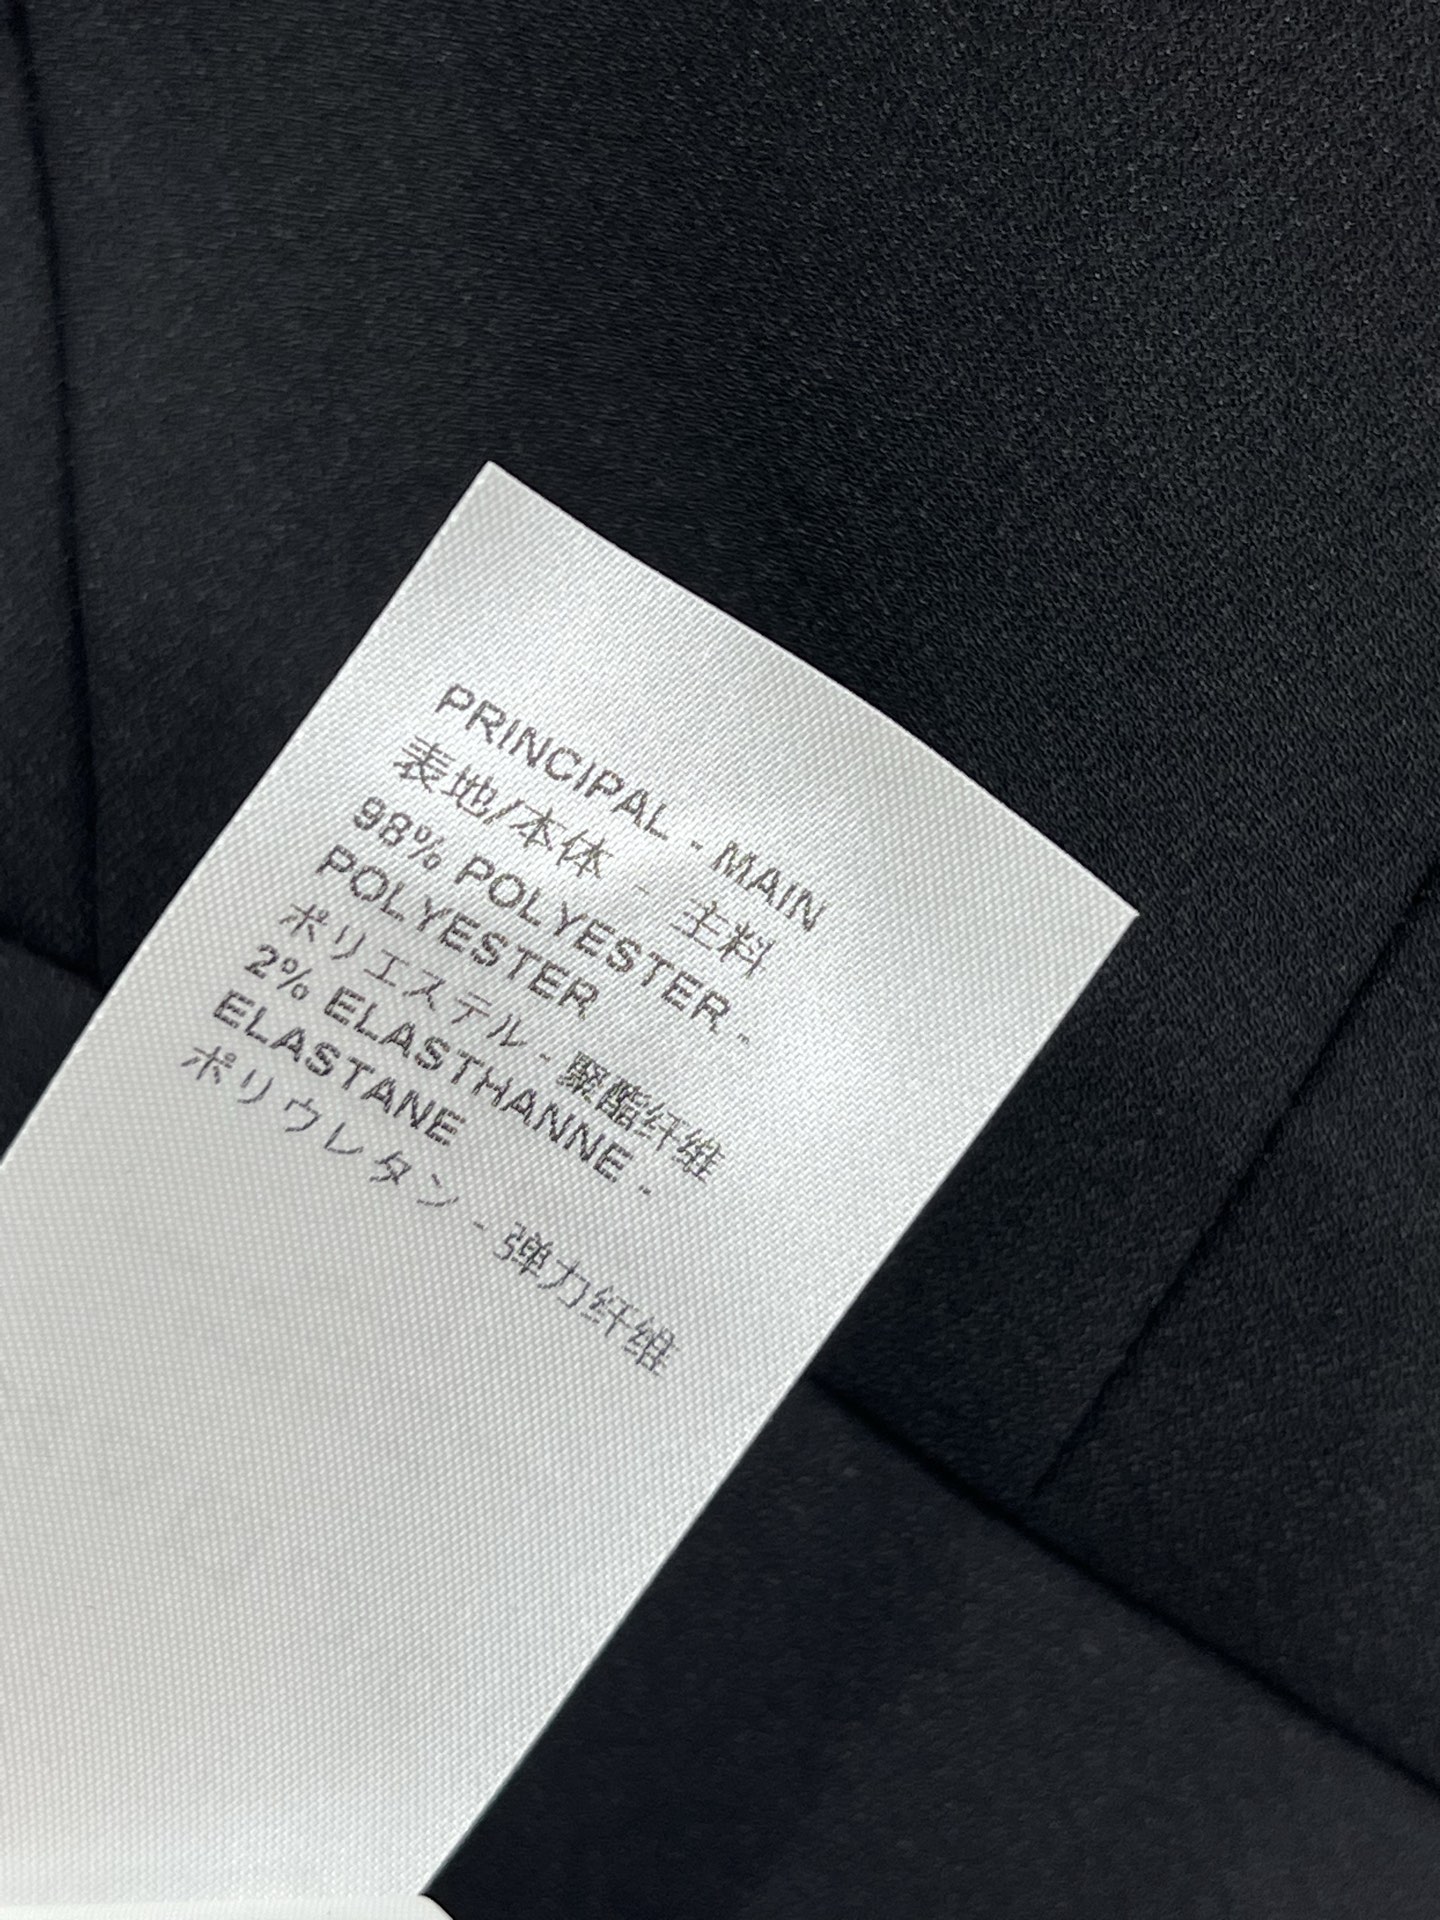 PRINCIPAL - MAIN
表地/本体 - 主料
98% POLYESTER -
POLYESTER
ポリエステル - 聚酯纤维
2% ELASTHANNE -
ELASTANE
ポリウレタン - 弹力纤维